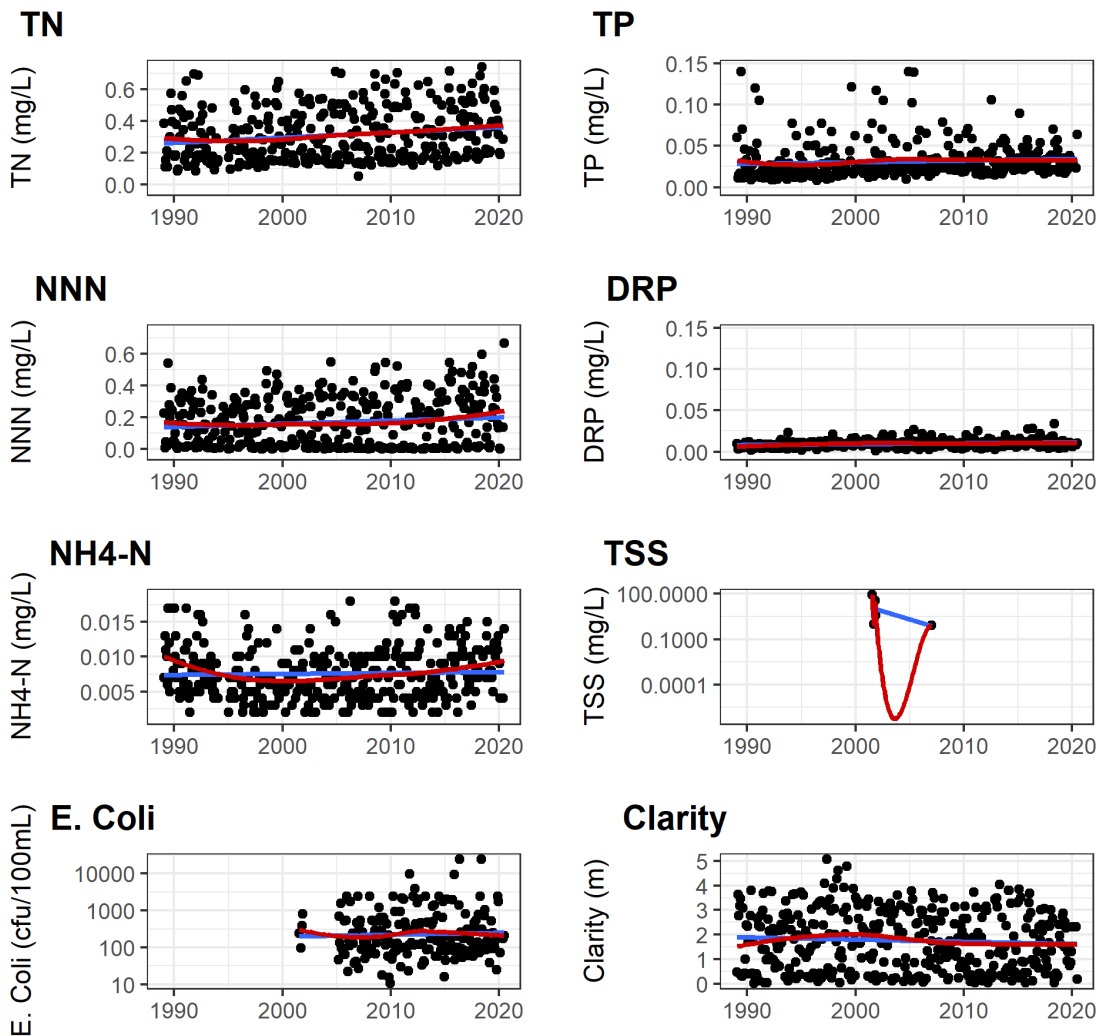 TN
TN (mg/L)
0.6
0.4
0.2
0.0
1990 2000 2010 2020
TP
TP (mg/L)
0.15
0.10
0.05
0.00
1990 2000 2010 2020
NNN
NNN (mg/L)
0.6
0.4
0.2
0.0
1990 2000 2010 2020
DRP
DRP (mg/L)
0.15
0.10
0.05
0.00
1990 2000 2010 2020
NH4-N
NH4-N (mg/L)
0.015
0.010
0.005
1990 2000 2010 2020
TSS
TSS (mg/L)
100.0000
0.1000
0.0001
1990 2000 2010 2020
E. Coli
E. Coli (cfu/100mL)
10000
1000
100
10
1990 2000 2010 2020
Clarity
Clarity (m)
5
4
3
2
1
0
1990 2000 2010 2020